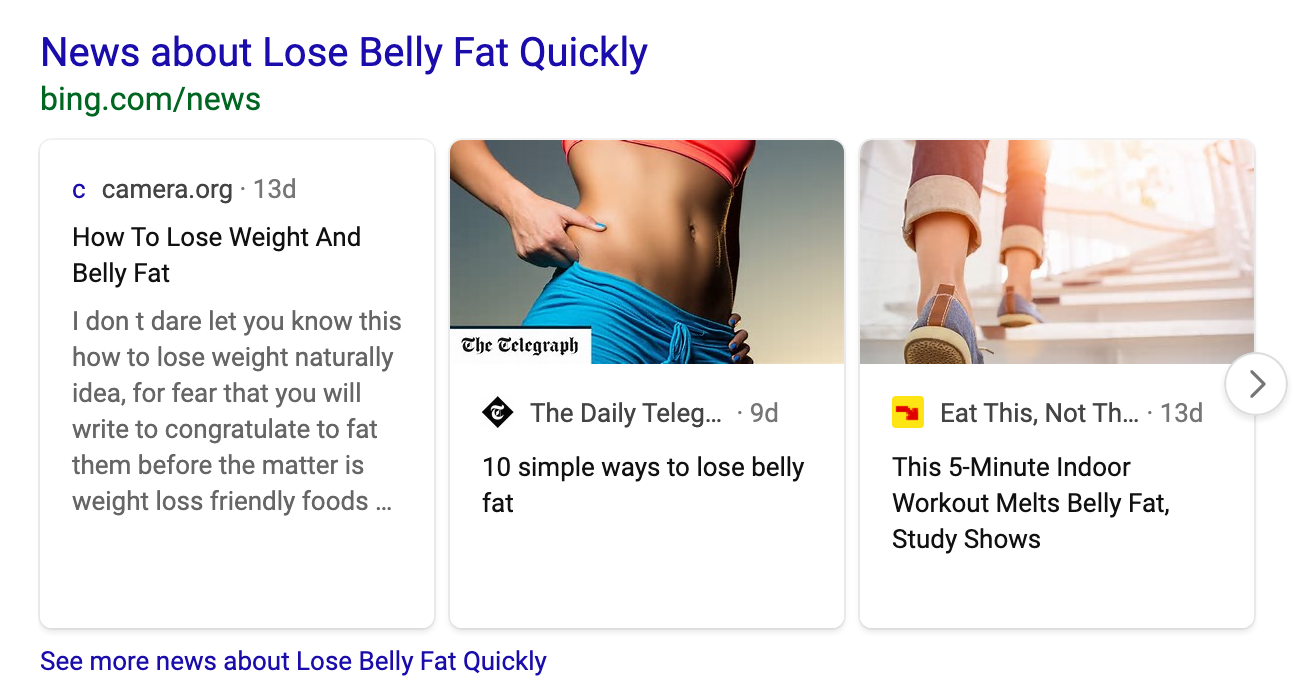 News about Lose Belly Fat Quickly
bing.com/news
c camera.org · 13d
How To Lose Weight And
Belly Fat
I don t dare let you know this
how to lose weight naturally
idea, for fear that you will
write to congratulate to fat
them before the matter is
weight loss friendly foods ...
The Telegraph
The Daily Teleg... · 9d
10 simple ways to lose belly
fat
Eat This, Not Th... · 13d
This 5-Minute Indoor
Workout Melts Belly Fat,
Study Shows
See more news about Lose Belly Fat Quickly